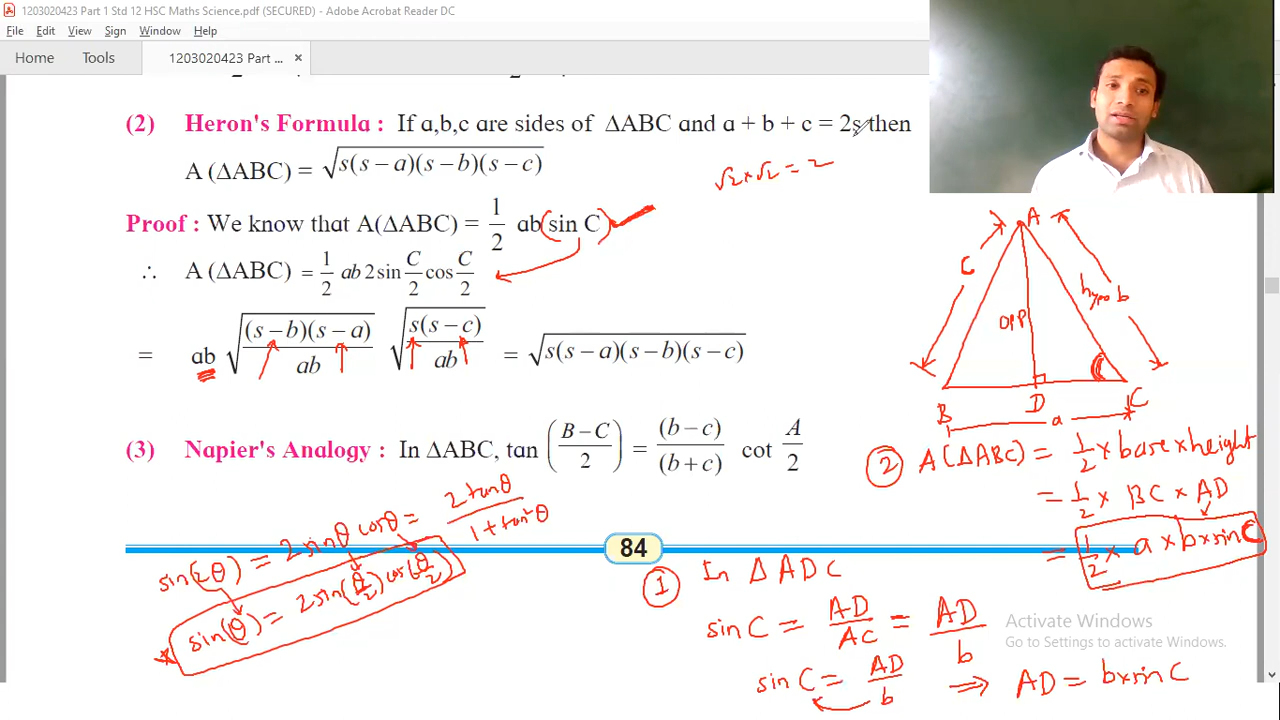 1203020423 Part 1 Std 12 HSC Maths Science.pdf (SECURED) - Adobe Acrobat Reader DC
File Edit View Sign Window Help
Home Tools 1203020423 Part ... ×
(2) Heron's Formula : If a,b,c are sides of ΔABC and a + b + c = 2s then
A (ΔABC) = √(s(s−a)(s−b)(s−c))
√2×√2 = 2
Proof : We know that A(ΔABC) = 1/2 ab (sin C)
∴ A (ΔABC) = 1/2 ab 2 sin C/2 cos C/2
= ab √((s−b)(s−a)/ab) √(s(s−c)/ab) = √(s(s−a)(s−b)(s−c))
(3) Napier's Analogy : In ΔABC, tan ((B−C)/2) = (b−c)/(b+c) cot A/2
84
A
C
hypo b
OPP
B D C
a
② A(ΔABC) = 1/2 × base × height
= 1/2 × BC × AD
= 1/2 × a × b × sin C
sin(2θ) = 2 sinθ cosθ = 2tanθ/(1+tan²θ)
sin(θ) = 2 sin(θ/2) cos(θ/2)
① In ΔADC
sin C = AD/AC = AD/b
sin C = AD/b ⇒ AD = b×sin C
Activate Windows
Go to Settings to activate Windows.